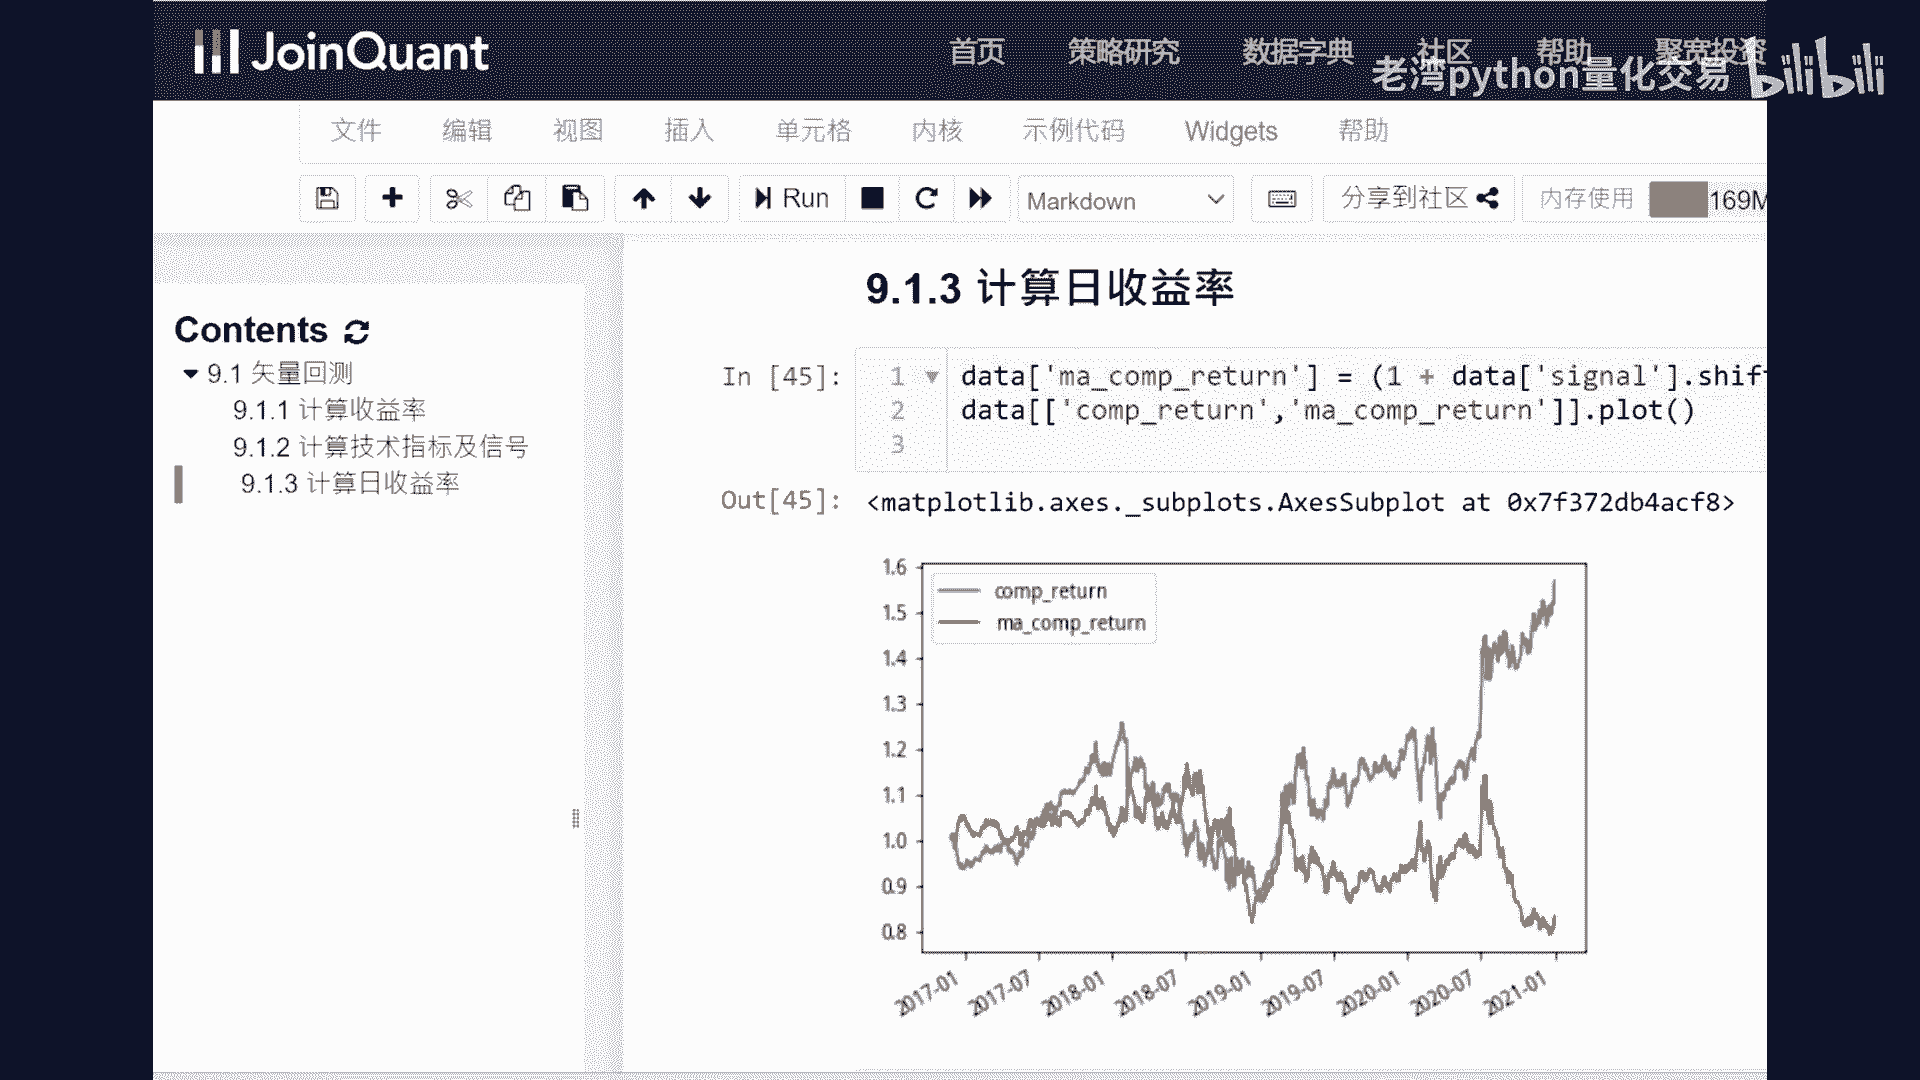 JoinQuant
首页 策略研究 数据字典 社区 帮助 聚宽投资
老湾python量化交易 bilibili
文件 编辑 视图 插入 单元格 内核 示例代码 Widgets 帮助
Run Markdown 分享到社区 内存使用 169M
9.1.3 计算日收益率
Contents
9.1 矢量回测
9.1.1 计算收益率
9.1.2 计算技术指标及信号
9.1.3 计算日收益率
In [45]:
1 data['ma_comp_return'] = (1 + data['signal'].shif
2 data[['comp_return','ma_comp_return']].plot()
3
Out[45]: <matplotlib.axes._subplots.AxesSubplot at 0x7f372db4acf8>
comp_return
ma_comp_return
1.6
1.5
1.4
1.3
1.2
1.1
1.0
0.9
0.8
2017-01 2017-07 2018-01 2018-07 2019-01 2019-07 2020-01 2020-07 2021-01